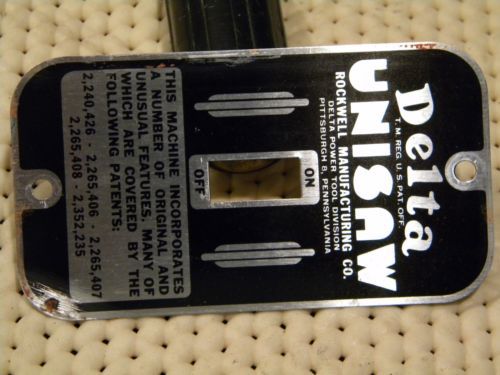 Delta
T.M. REG. U.S. PAT. OFF.
UNISAW
ROCKWELL MANUFACTURING CO.
DELTA POWER TOOL DIVISION
PITTSBURGH 8, PENNSYLVANIA
ON
OFF
THIS MACHINE INCORPORATES
A NUMBER OF ORIGINAL AND
UNUSUAL FEATURES, MANY OF
WHICH ARE COVERED BY THE
FOLLOWING PATENTS:
2,240,426 - 2,265,406 - 2,265,407
2,265,408 - 2,352,235